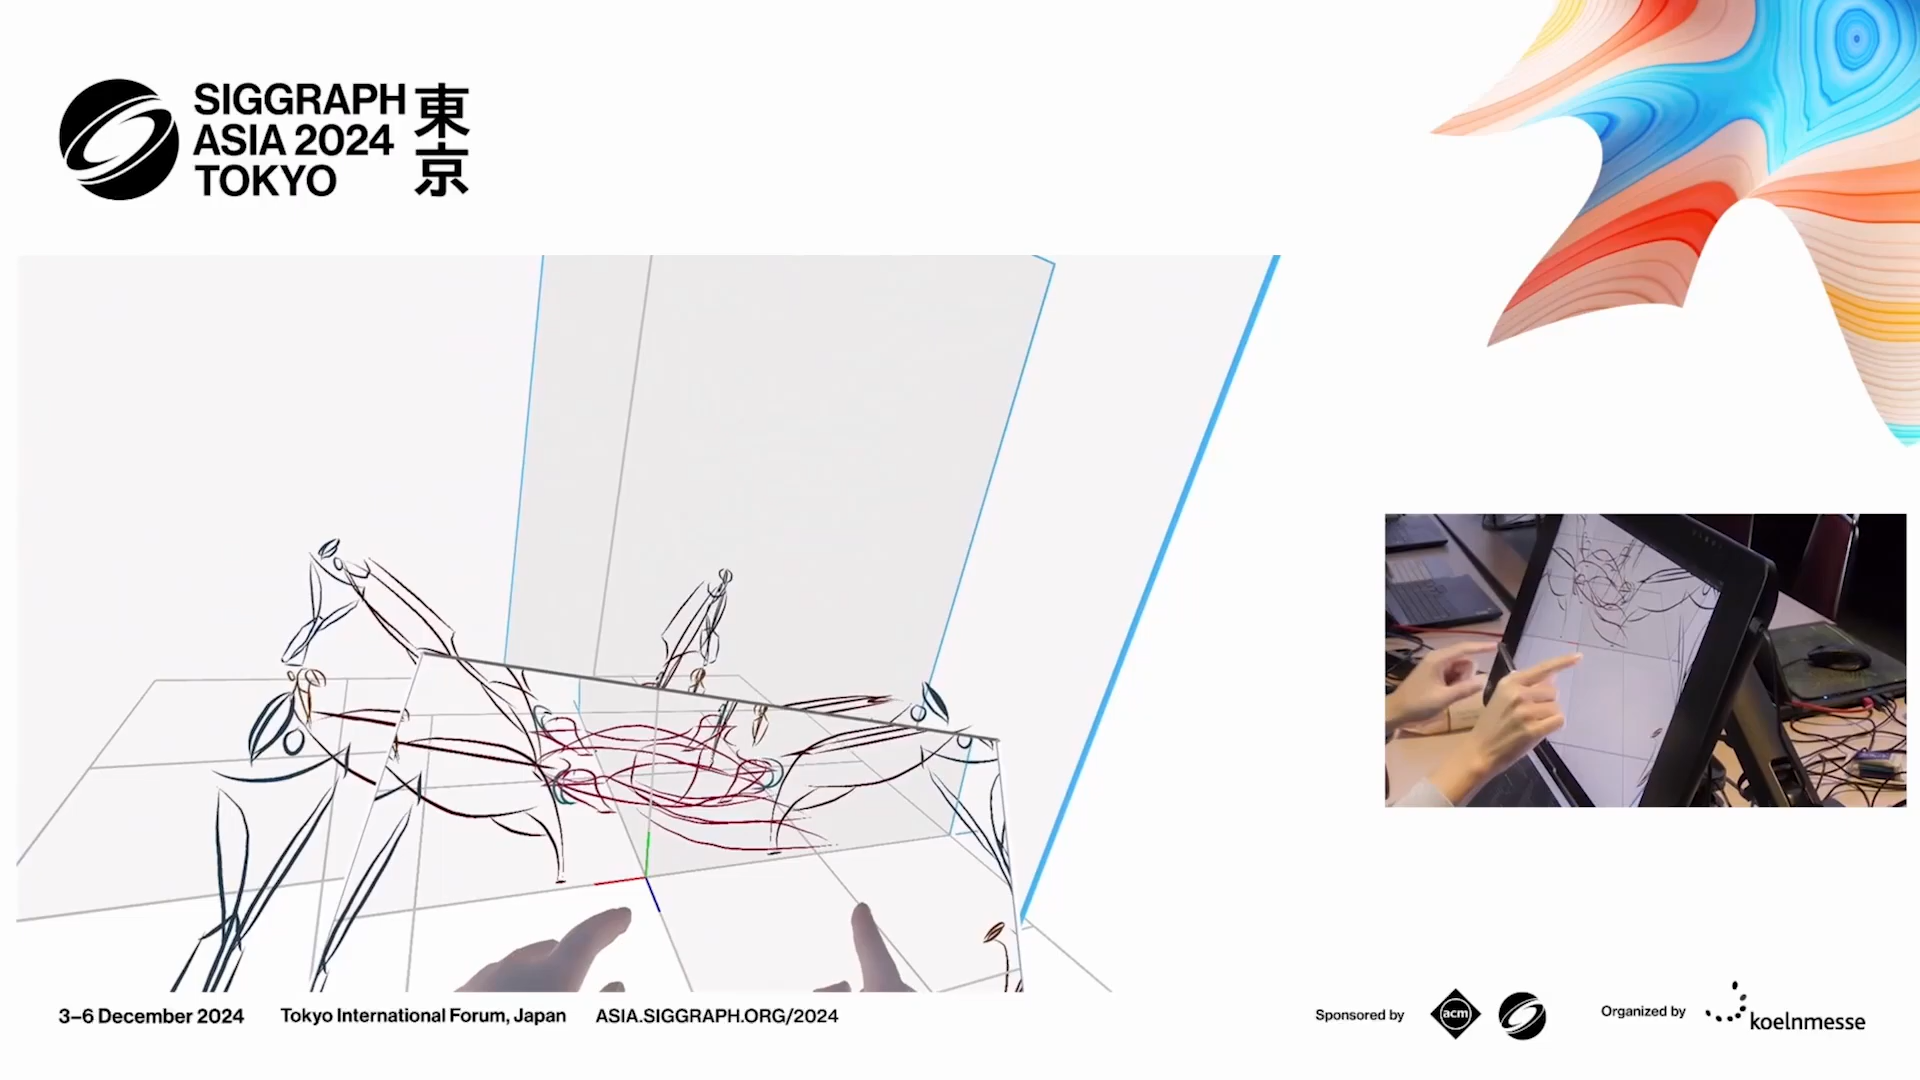 SIGGRAPH
ASIA 2024
TOKYO
東京
3–6 December 2024
Tokyo International Forum, Japan
ASIA.SIGGRAPH.ORG/2024
Sponsored by
acm
Organized by
koelnmesse